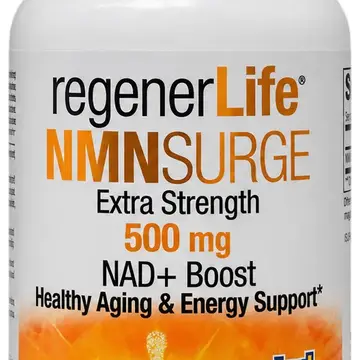 regenerLife®
NMNSURGE
Extra Strength
500 mg
NAD+ Boost
Healthy Aging & Energy Support*